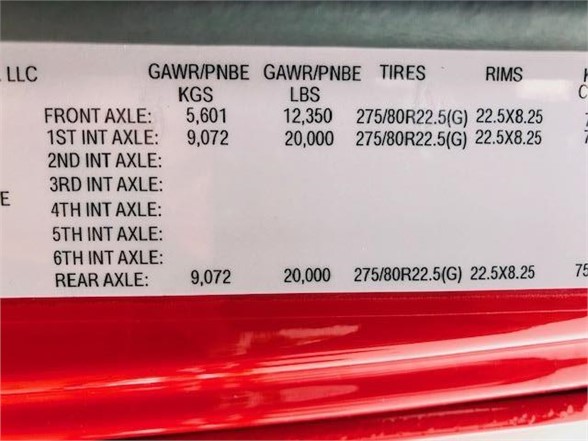 LLC GAWR/PNBE GAWR/PNBE TIRES RIMS
KGS LBS
FRONT AXLE: 5,601 12,350 275/80R22.5(G) 22.5X8.25
1ST INT AXLE: 9,072 20,000 275/80R22.5(G) 22.5X8.25
2ND INT AXLE:
3RD INT AXLE:
E
4TH INT AXLE:
5TH INT AXLE:
6TH INT AXLE:
REAR AXLE: 9,072 20,000 275/80R22.5(G) 22.5X8.25 75